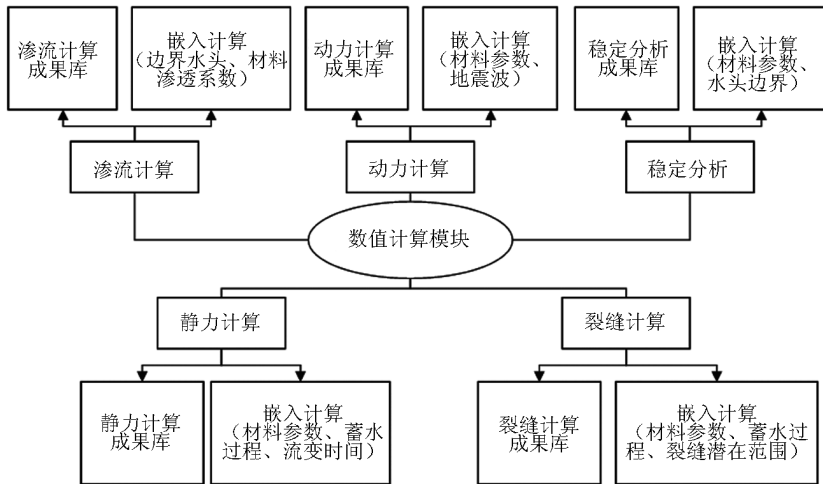 渗流计算
成果库
嵌入计算
（边界水头、材料
渗透系数）
动力计算
成果库
嵌入计算
（材料参数、
地震波）
稳定分析
成果库
嵌入计算
（材料参数、
水头边界）
渗流计算
动力计算
稳定分析
数值计算模块
静力计算
裂缝计算
静力计算
成果库
嵌入计算
（材料参数、蓄水
过程、流变时间）
裂缝计算
成果库
嵌入计算
（材料参数、蓄水过
程、裂缝潜在范围）